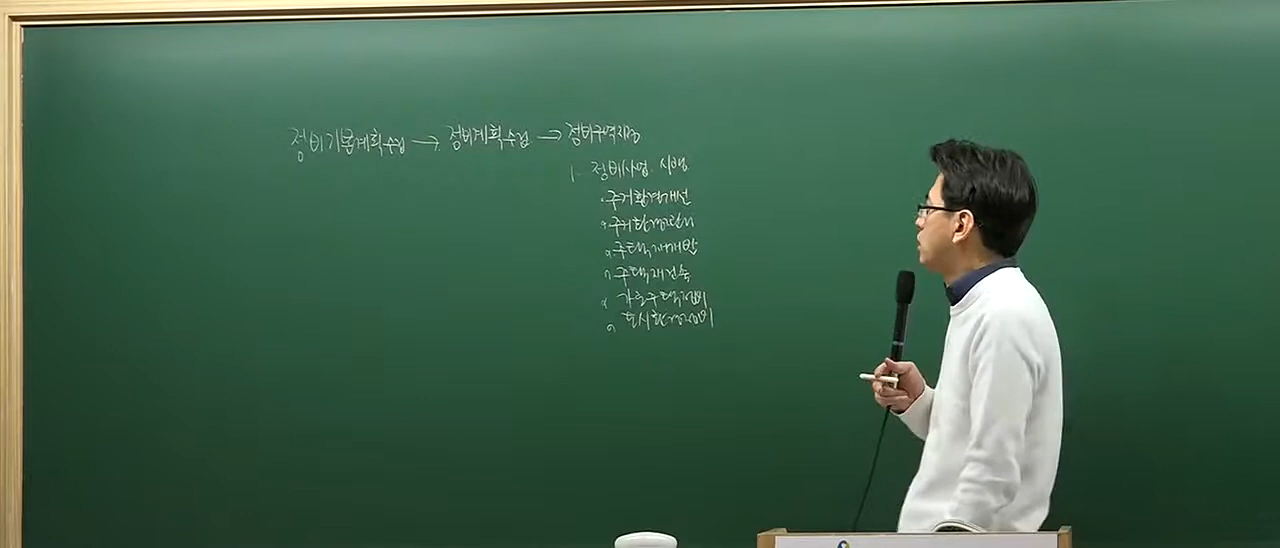 정비기본계획수립 → 정비계획수립 → 정비구역지정
1. 정비사업 시행
· 주거환경개선
· 주거환경관리
· 주택재개발
· 주택재건축
· 가로주택정비
· 도시환경정비